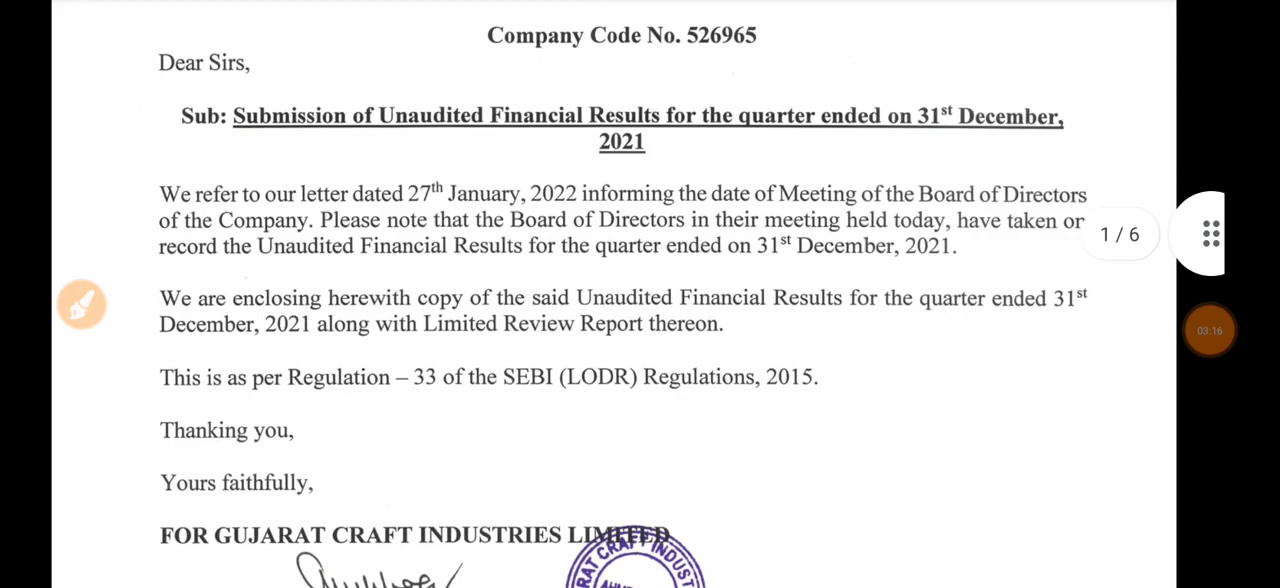 Company Code No. 526965
Dear Sirs,
Sub: Submission of Unaudited Financial Results for the quarter ended on 31st December,
2021
We refer to our letter dated 27th January, 2022 informing the date of Meeting of the Board of Directors
of the Company. Please note that the Board of Directors in their meeting held today, have taken or
record the Unaudited Financial Results for the quarter ended on 31st December, 2021.
1 / 6
We are enclosing herewith copy of the said Unaudited Financial Results for the quarter ended 31st
December, 2021 along with Limited Review Report thereon.
03:16
This is as per Regulation – 33 of the SEBI (LODR) Regulations, 2015.
Thanking you,
Yours faithfully,
FOR GUJARAT CRAFT INDUSTRIES LIMITED
RAT CRAFT INDUST